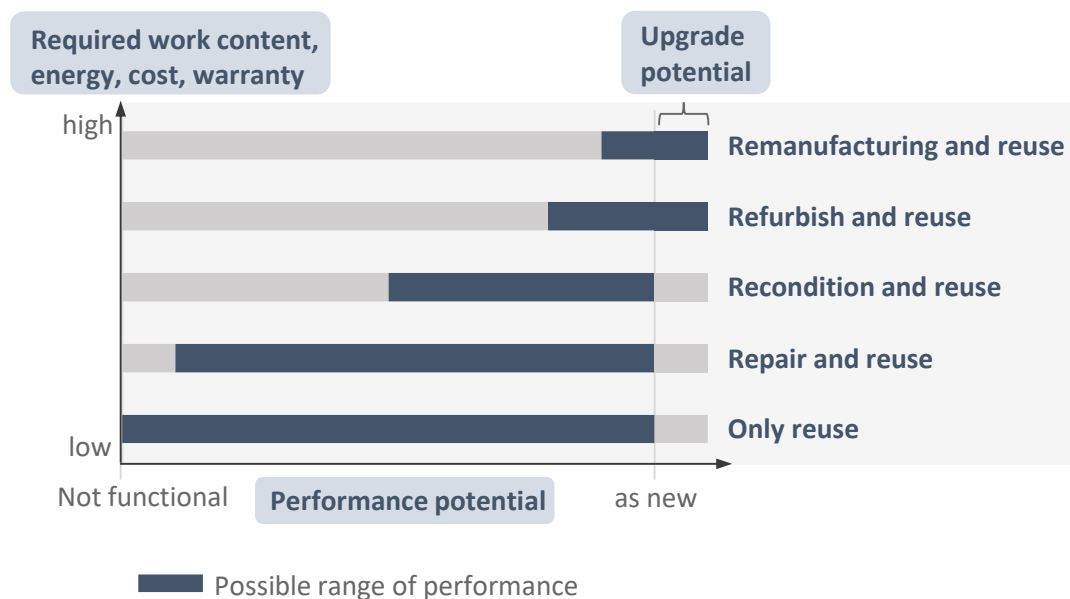 Required work content,
energy, cost, warranty
Upgrade
potential
high
Remanufacturing and reuse
Refurbish and reuse
Recondition and reuse
Repair and reuse
Only reuse
low
Not functional
Performance potential
as new
Possible range of performance